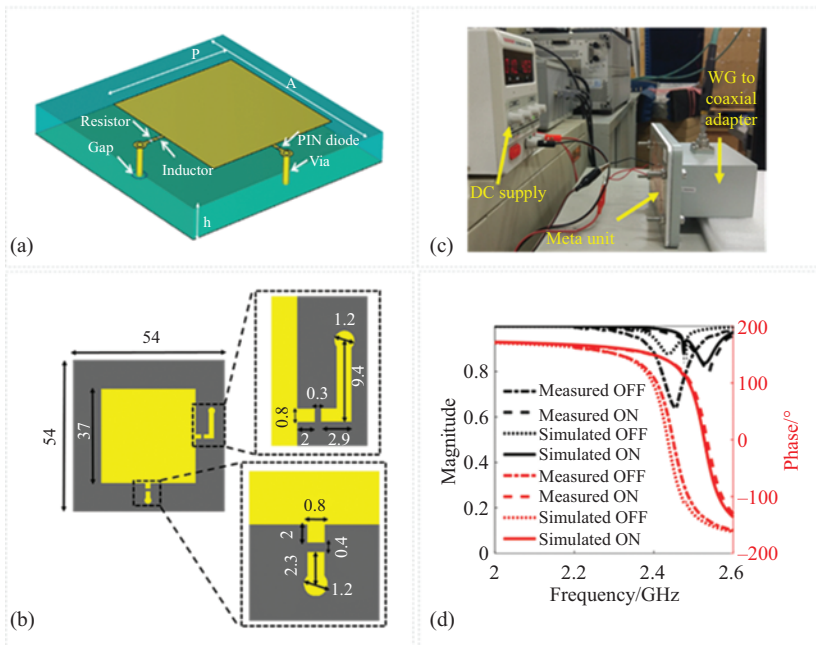 P
A
Resistor
Gap
Inductor
PIN diode
Via
h
(a)
WG to
coaxial
adapter
DC supply
Meta unit
(c)
54
54
37
1.2
9.4
0.3
0.8
2
2.9
0.8
2
0.4
2.3
1.2
(b)
Magnitude
0.8
0.6
0.4
0.2
0
Measured OFF
Measured ON
Simulated OFF
Simulated ON
Measured OFF
Measured ON
Simulated OFF
Simulated ON
200
100
0
−100
−200
Phase/°
2
2.2
2.4
2.6
Frequency/GHz
(d)